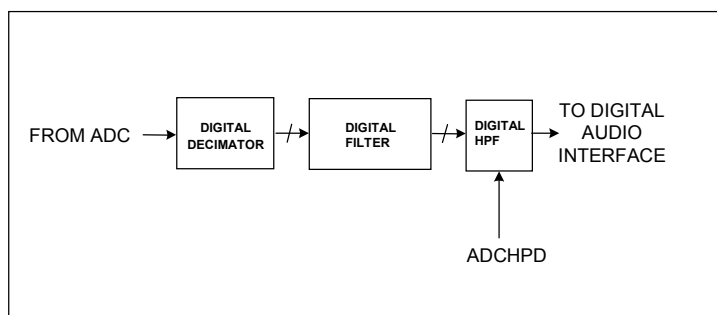 FROM ADC
DIGITAL
DECIMATOR
DIGITAL
FILTER
DIGITAL
HPF
TO DIGITAL
AUDIO
INTERFACE
ADCHPD